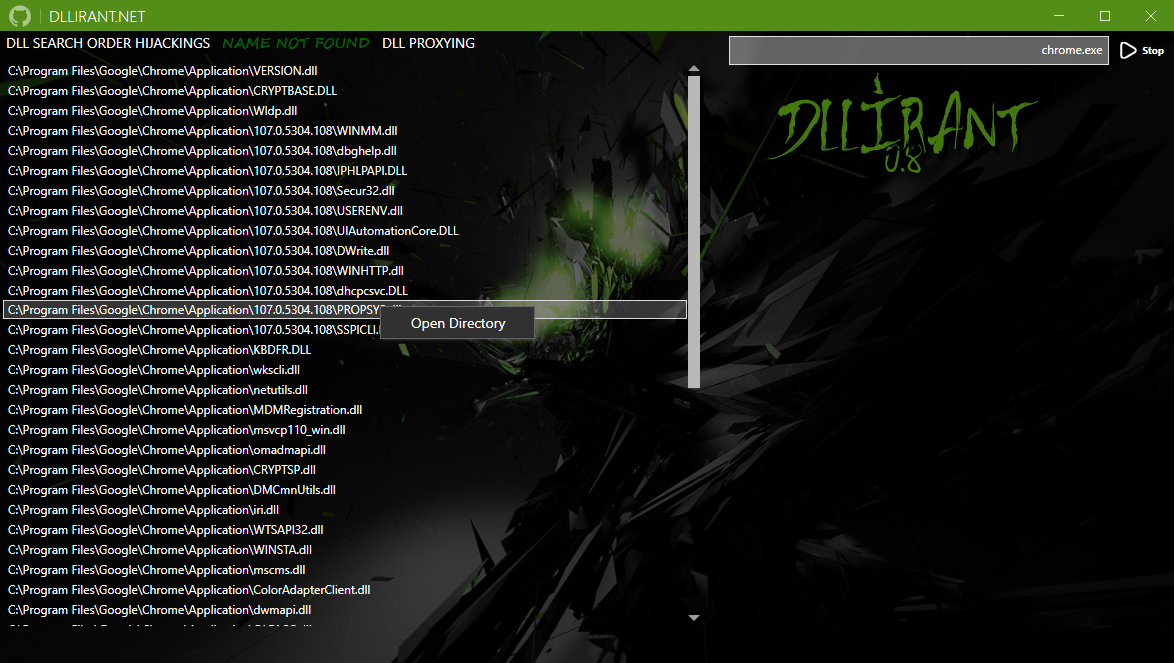 DLLIRANT.NET
DLL SEARCH ORDER HIJACKINGS NAME NOT FOUND DLL PROXYING
chrome.exe Stop
DLLIRANT
0.8
C:\Program Files\Google\Chrome\Application\VERSION.dll
C:\Program Files\Google\Chrome\Application\CRYPTBASE.DLL
C:\Program Files\Google\Chrome\Application\Wldp.dll
C:\Program Files\Google\Chrome\Application\107.0.5304.108\WINMM.dll
C:\Program Files\Google\Chrome\Application\107.0.5304.108\dbghelp.dll
C:\Program Files\Google\Chrome\Application\107.0.5304.108\IPHLPAPI.DLL
C:\Program Files\Google\Chrome\Application\107.0.5304.108\Secur32.dll
C:\Program Files\Google\Chrome\Application\107.0.5304.108\USERENV.dll
C:\Program Files\Google\Chrome\Application\107.0.5304.108\UIAutomationCore.DLL
C:\Program Files\Google\Chrome\Application\107.0.5304.108\DWrite.dll
C:\Program Files\Google\Chrome\Application\107.0.5304.108\WINHTTP.dll
C:\Program Files\Google\Chrome\Application\107.0.5304.108\dhcpcsvc.DLL
C:\Program Files\Google\Chrome\Application\107.0.5304.108\PROPSYS.dll
Open Directory
C:\Program Files\Google\Chrome\Application\107.0.5304.108\SSPICLI.
C:\Program Files\Google\Chrome\Application\KBDFR.DLL
C:\Program Files\Google\Chrome\Application\wkscli.dll
C:\Program Files\Google\Chrome\Application\netutils.dll
C:\Program Files\Google\Chrome\Application\MDMRegistration.dll
C:\Program Files\Google\Chrome\Application\msvcp110_win.dll
C:\Program Files\Google\Chrome\Application\omadmapi.dll
C:\Program Files\Google\Chrome\Application\CRYPTSP.dll
C:\Program Files\Google\Chrome\Application\DMCmnUtils.dll
C:\Program Files\Google\Chrome\Application\iri.dll
C:\Program Files\Google\Chrome\Application\WTSAPI32.dll
C:\Program Files\Google\Chrome\Application\WINSTA.dll
C:\Program Files\Google\Chrome\Application\mscms.dll
C:\Program Files\Google\Chrome\Application\ColorAdapterClient.dll
C:\Program Files\Google\Chrome\Application\dwmapi.dll